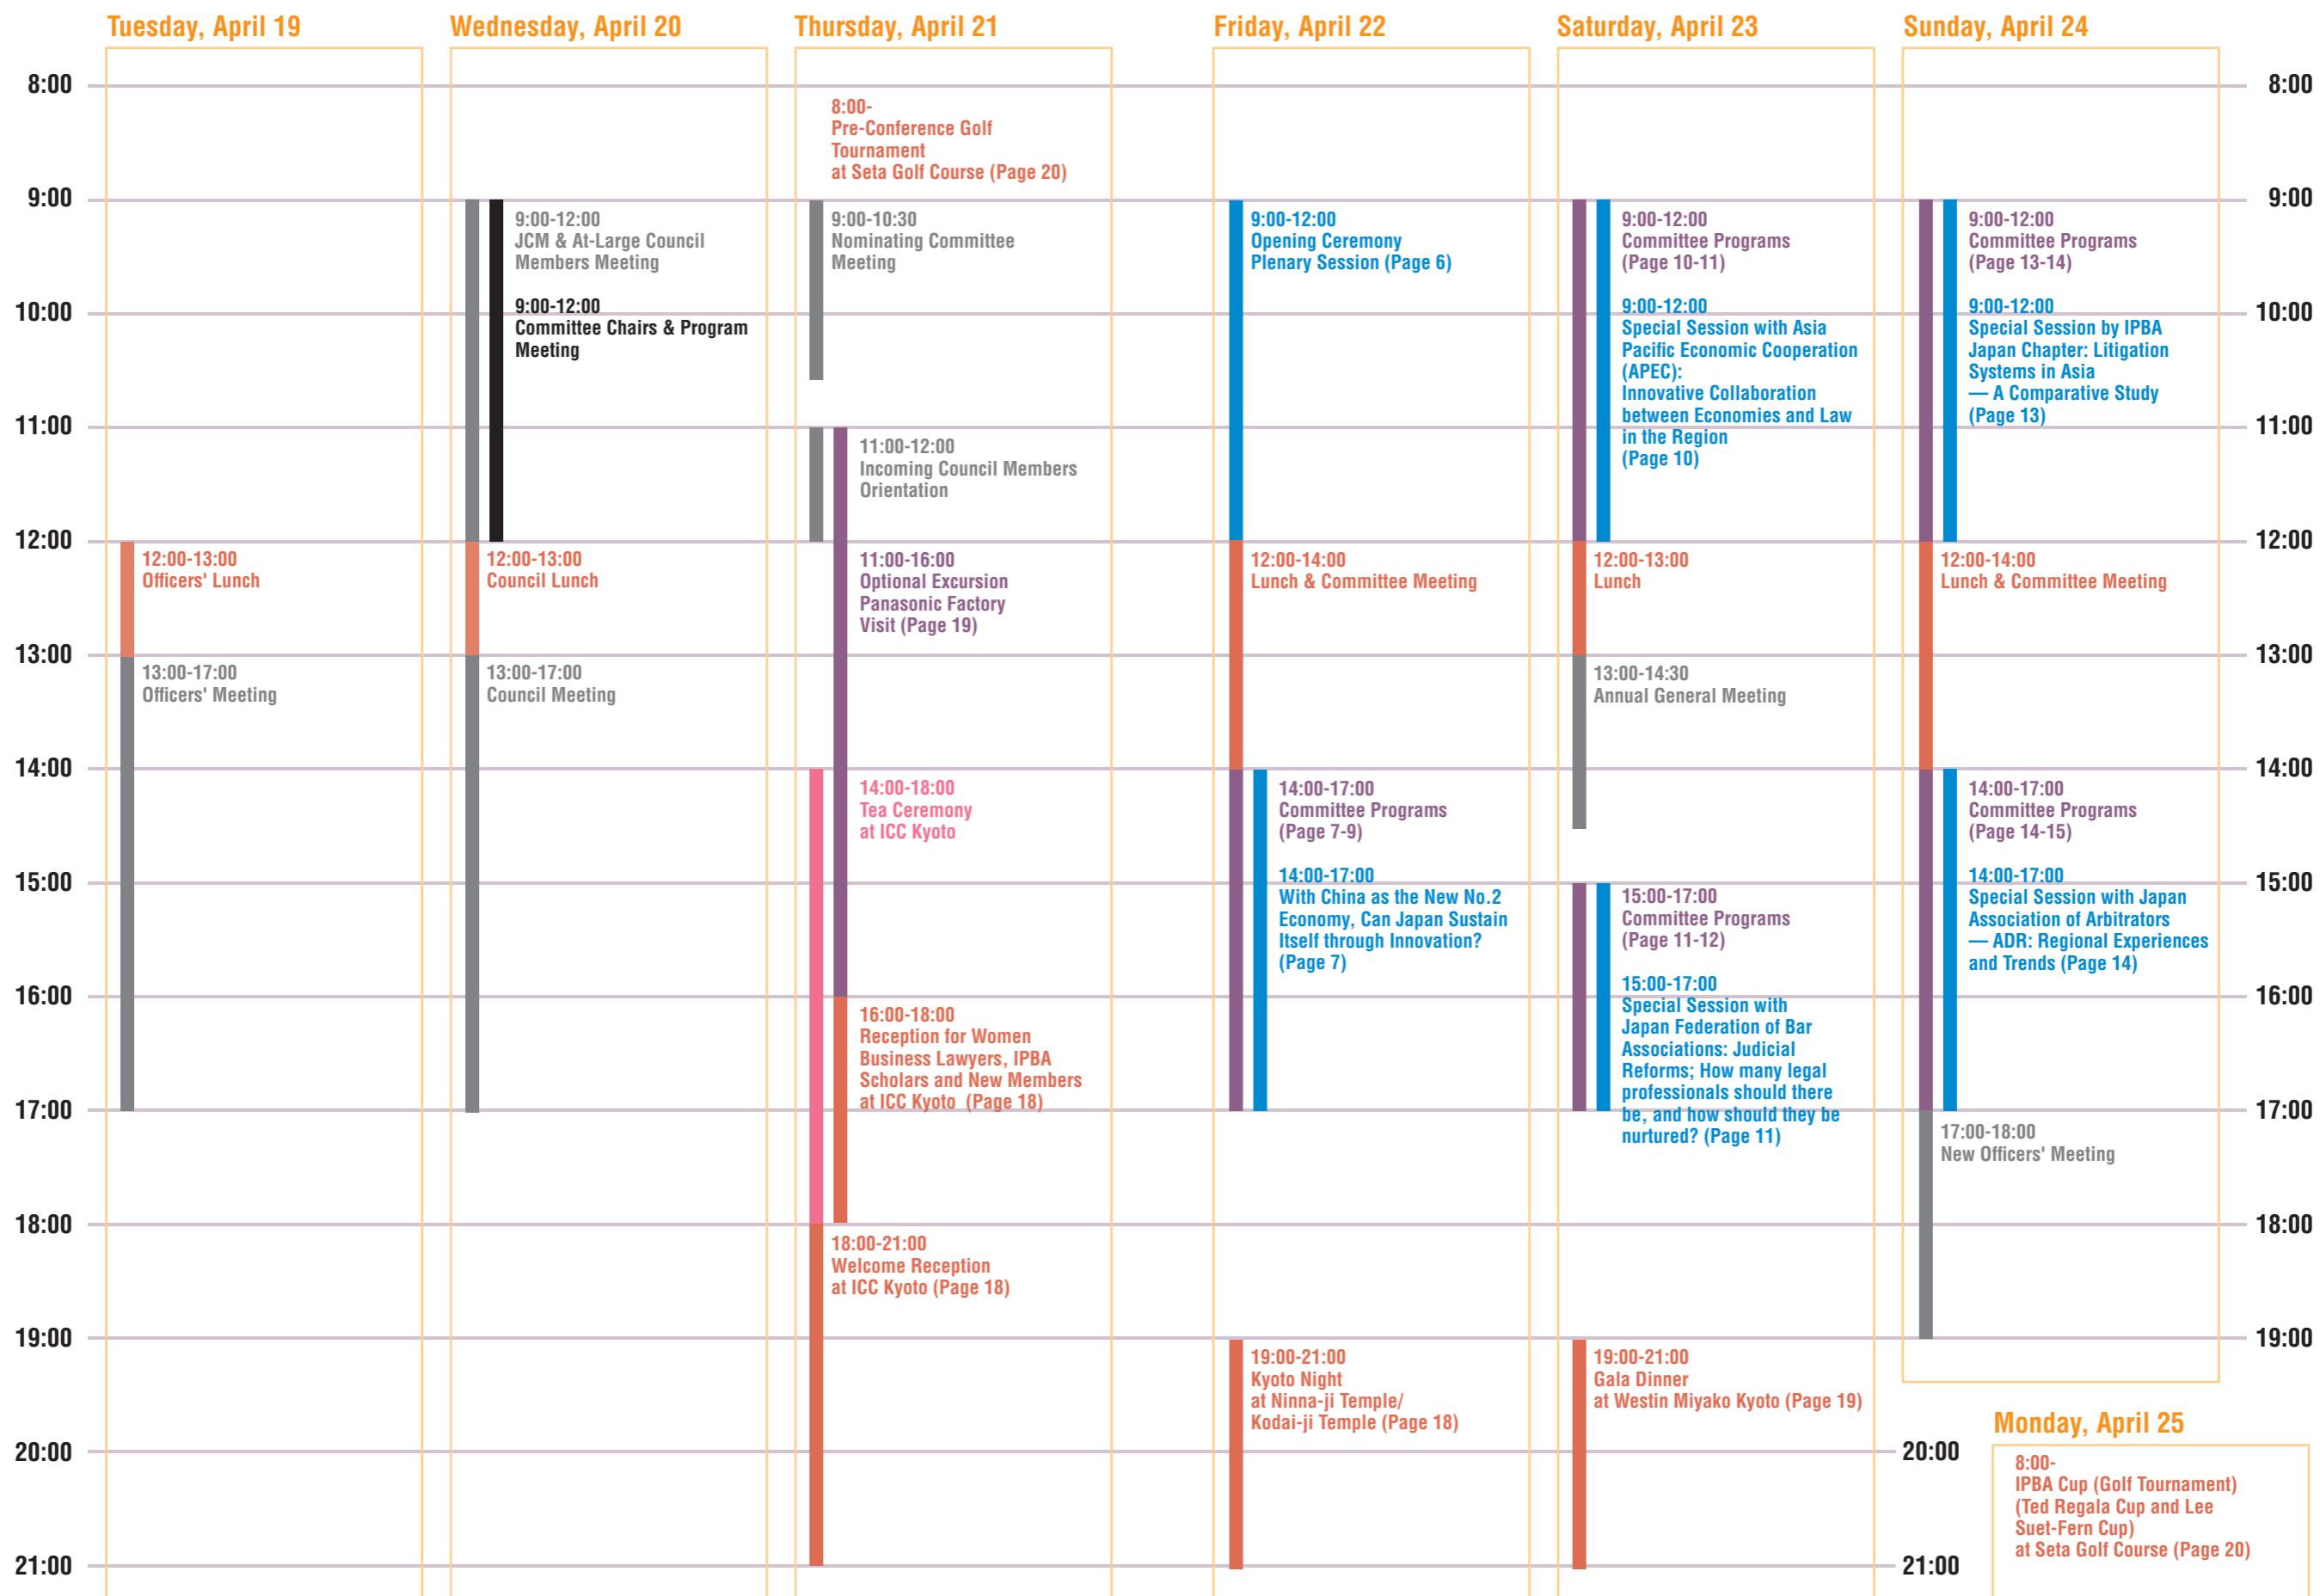 Tuesday, April 19
Wednesday, April 20
Thursday, April 21
Friday, April 22
Saturday, April 23
Sunday, April 24
8:00
9:00
10:00
11:00
12:00
13:00
14:00
15:00
16:00
17:00
18:00
19:00
20:00
21:00
12:00-13:00
Officers' Lunch
13:00-17:00
Officers' Meeting
9:00-12:00
JCM & At-Large Council
Members Meeting
9:00-12:00
Committee Chairs & Program
Meeting
12:00-13:00
Council Lunch
13:00-17:00
Council Meeting
8:00-
Pre-Conference Golf
Tournament
at Seta Golf Course (Page 20)
9:00-10:30
Nominating Committee
Meeting
11:00-12:00
Incoming Council Members
Orientation
11:00-16:00
Optional Excursion
Panasonic Factory
Visit (Page 19)
14:00-18:00
Tea Ceremony
at ICC Kyoto
16:00-18:00
Reception for Women
Business Lawyers, IPBA
Scholars and New Members
at ICC Kyoto (Page 18)
18:00-21:00
Welcome Reception
at ICC Kyoto (Page 18)
9:00-12:00
Opening Ceremony
Plenary Session (Page 6)
12:00-14:00
Lunch & Committee Meeting
14:00-17:00
Committee Programs
(Page 7-9)
14:00-17:00
With China as the New No.2
Economy, Can Japan Sustain
Itself through Innovation?
(Page 7)
19:00-21:00
Kyoto Night
at Ninna-ji Temple/
Kodai-ji Temple (Page 18)
9:00-12:00
Committee Programs
(Page 10-11)
9:00-12:00
Special Session with Asia
Pacific Economic Cooperation
(APEC):
Innovative Collaboration
between Economies and Law
in the Region
(Page 10)
12:00-13:00
Lunch
13:00-14:30
Annual General Meeting
15:00-17:00
Committee Programs
(Page 11-12)
15:00-17:00
Special Session with
Japan Federation of Bar
Associations: Judicial
Reforms; How many legal
professionals should there
be, and how should they be
nurtured? (Page 11)
19:00-21:00
Gala Dinner
at Westin Miyako Kyoto (Page 19)
9:00-12:00
Committee Programs
(Page 13-14)
9:00-12:00
Special Session by IPBA
Japan Chapter: Litigation
Systems in Asia
— A Comparative Study
(Page 13)
12:00-14:00
Lunch & Committee Meeting
14:00-17:00
Committee Programs
(Page 14-15)
14:00-17:00
Special Session with Japan
Association of Arbitrators
— ADR: Regional Experiences
and Trends (Page 14)
17:00-18:00
New Officers' Meeting
8:00
9:00
10:00
11:00
12:00
13:00
14:00
15:00
16:00
17:00
18:00
19:00
20:00
21:00
Monday, April 25
8:00-
IPBA Cup (Golf Tournament)
(Ted Regala Cup and Lee
Suet-Fern Cup)
at Seta Golf Course (Page 20)